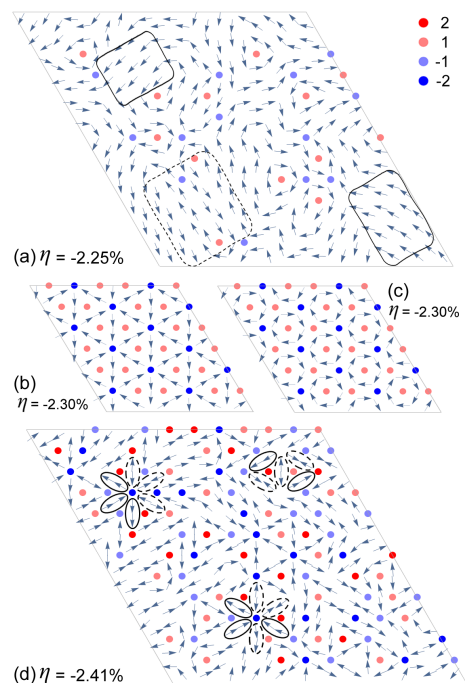 2
1
-1
-2
(a) η = -2.25%
(c)
η = -2.30%
(b)
η = -2.30%
(d) η = -2.41%